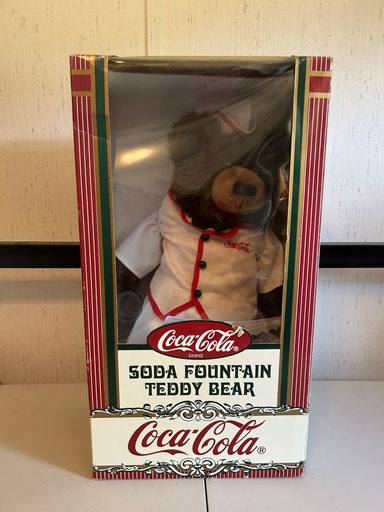 Coca-Cola
Coca-Cola®
brand
SODA FOUNTAIN
TEDDY BEAR
Coca-Cola®